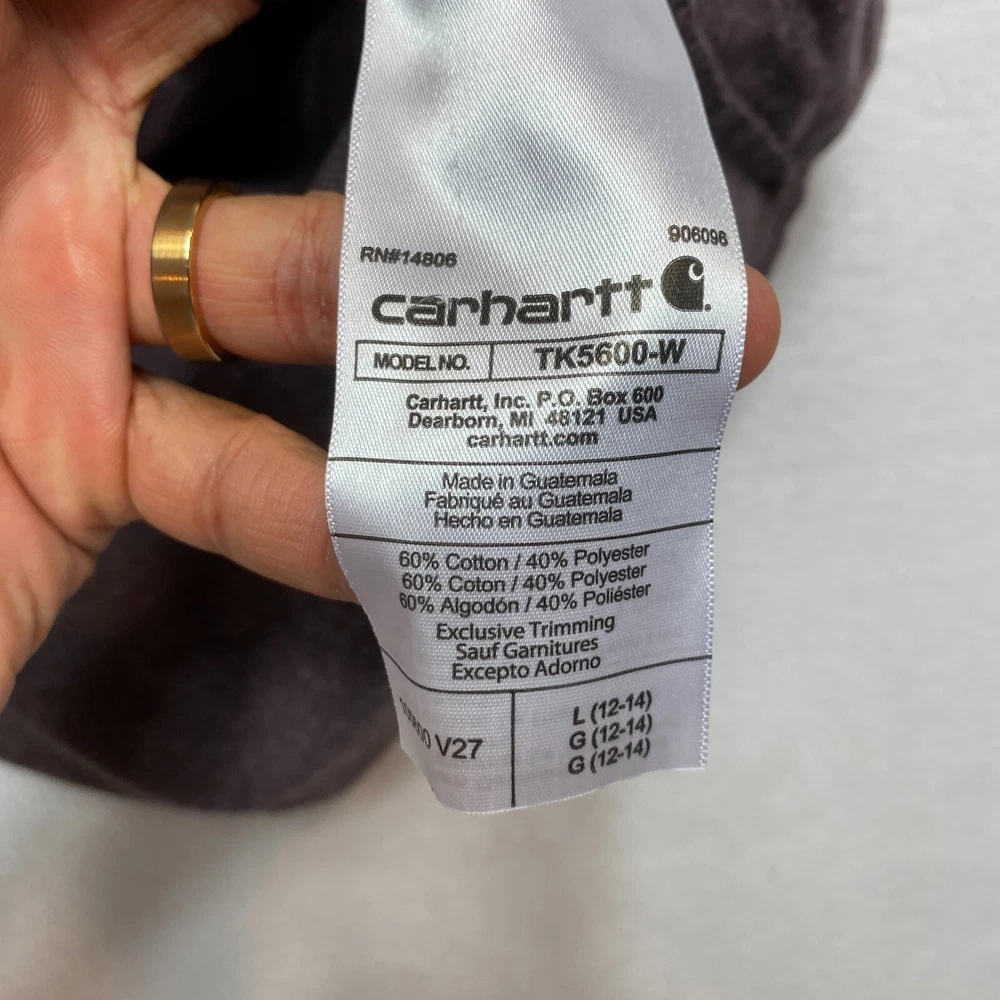 906096
RN#14806
carhartt
MODEL NO. TK5600-W
Carhartt, Inc. P.O. Box 600
Dearborn, MI 48121 USA
carhartt.com
Made in Guatemala
Fabriqué au Guatemala
Hecho en Guatemala
60% Cotton / 40% Polyester
60% Coton / 40% Polyester
60% Algodón / 40% Poliéster
Exclusive Trimming
Sauf Garnitures
Excepto Adorno
V27
L (12-14)
G (12-14)
G (12-14)